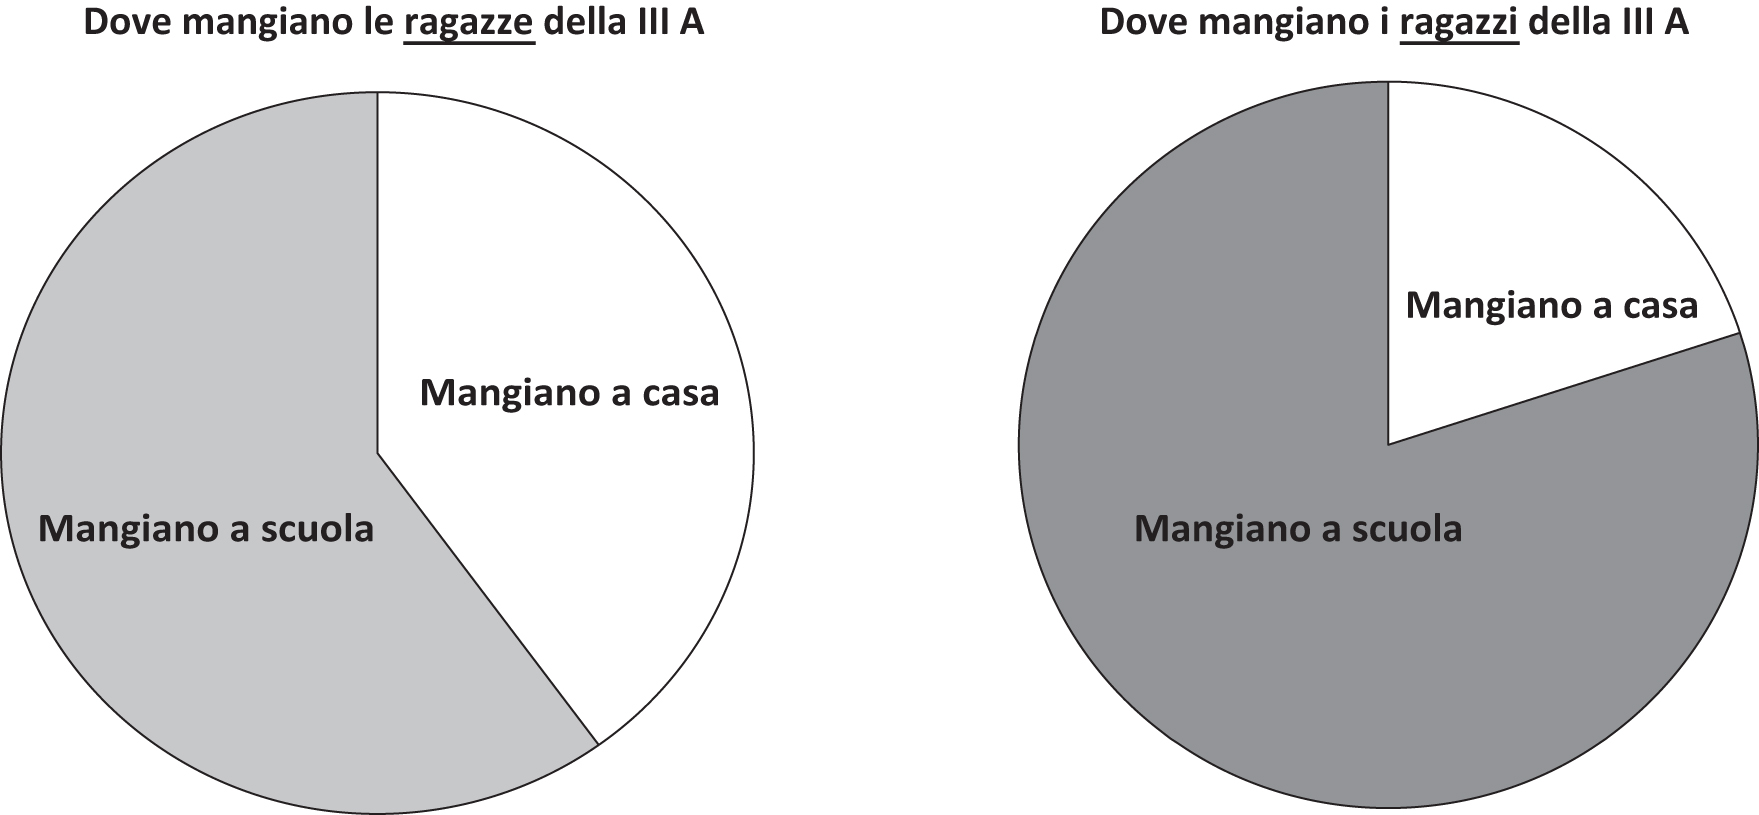 Dove mangiano le ragazze della III A
Mangiano a casa
Mangiano a scuola
Dove mangiano i ragazzi della III A
Mangiano a casa
Mangiano a scuola